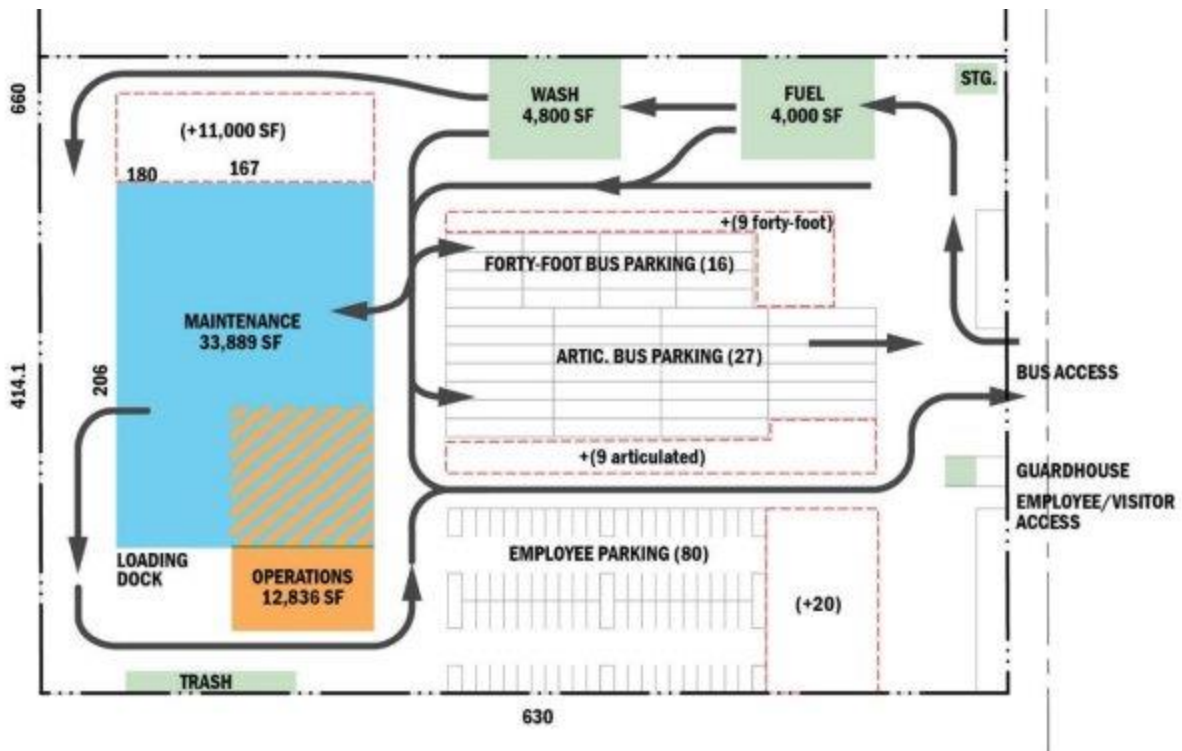 STG.
WASH
4,800 SF
FUEL
4,000 SF
660
(+11,000 SF)
180
167
+(9 forty-foot)
FORTY-FOOT BUS PARKING (16)
MAINTENANCE
33,889 SF
ARTIC. BUS PARKING (27)
BUS ACCESS
414.1
206
+(9 articulated)
GUARDHOUSE
EMPLOYEE/VISITOR
ACCESS
LOADING
DOCK
EMPLOYEE PARKING (80)
OPERATIONS
12,836 SF
(+20)
TRASH
630